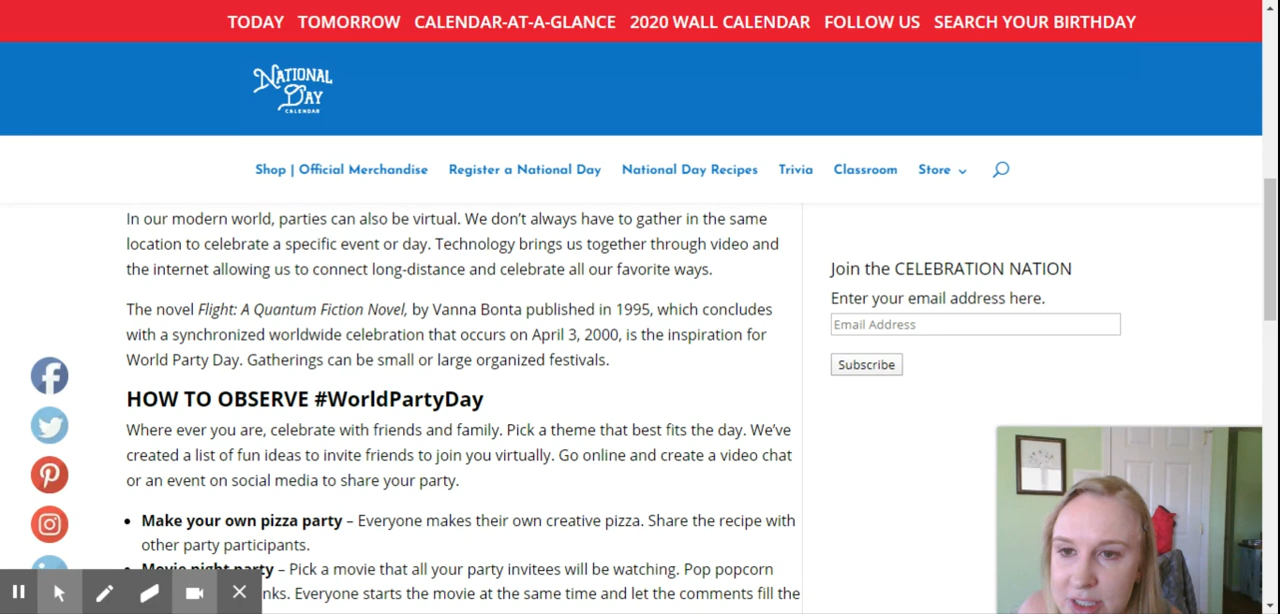 TODAY TOMORROW CALENDAR-AT-A-GLANCE 2020 WALL CALENDAR FOLLOW US SEARCH YOUR BIRTHDAY
NATIONAL
DAY
CALENDAR
Shop | Official Merchandise Register a National Day National Day Recipes Trivia Classroom Store
In our modern world, parties can also be virtual. We don’t always have to gather in the same
location to celebrate a specific event or day. Technology brings us together through video and
the internet allowing us to connect long-distance and celebrate all our favorite ways.
The novel Flight: A Quantum Fiction Novel, by Vanna Bonta published in 1995, which concludes
with a synchronized worldwide celebration that occurs on April 3, 2000, is the inspiration for
World Party Day. Gatherings can be small or large organized festivals.
HOW TO OBSERVE #WorldPartyDay
Where ever you are, celebrate with friends and family. Pick a theme that best fits the day. We’ve
created a list of fun ideas to invite friends to join you virtually. Go online and create a video chat
or an event on social media to share your party.
Make your own pizza party – Everyone makes their own creative pizza. Share the recipe with
other party participants.
Movie night party – Pick a movie that all your party invitees will be watching. Pop popcorn
nks. Everyone starts the movie at the same time and let the comments fill the
Join the CELEBRATION NATION
Enter your email address here.
Email Address
Subscribe